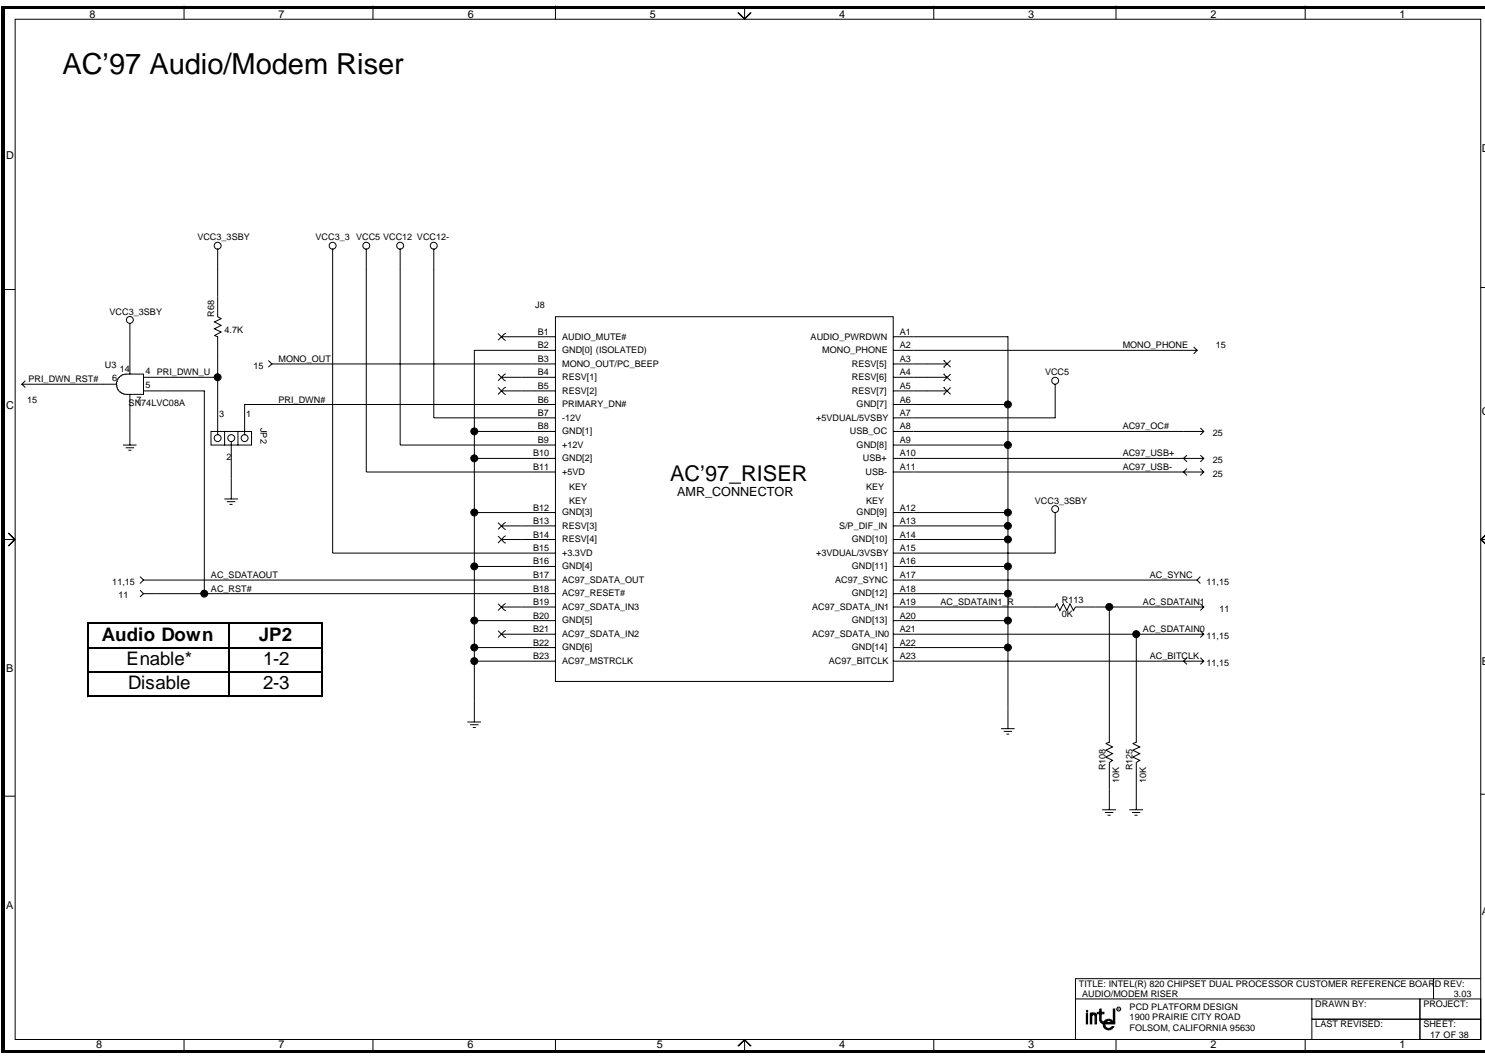 8 7 6 5 4 3 2 1
AC'97 Audio/Modem Riser
D D
VCC3_3SBY VCC3_3 VCC5 VCC12 VCC12-
VCC3_3SBY
R68
4.7K
J8
U3 14
4 PRI_DWN_U
5
6
7
SN74LVC08A
PRI_DWN_RST#
15
C C
3 1
JP2
2
15 MONO_OUT
PRI_DWN#
B1 AUDIO_MUTE#
B2 GND[0] (ISOLATED)
B3 MONO_OUT/PC_BEEP
B4 RESV[1]
B5 RESV[2]
B6 PRIMARY_DN#
B7 -12V
B8 GND[1]
B9 +12V
B10 GND[2]
B11 +5VD
KEY
KEY
B12 GND[3]
B13 RESV[3]
B14 RESV[4]
B15 +3.3VD
B16 GND[4]
B17 AC97_SDATA_OUT
B18 AC97_RESET#
B19 AC97_SDATA_IN3
B20 GND[5]
B21 AC97_SDATA_IN2
B22 GND[6]
B23 AC97_MSTRCLK
11,15 AC_SDATAOUT
11 AC_RST#
AC'97_RISER
AMR_CONNECTOR
AUDIO_PWRDWN A1
MONO_PHONE A2
RESV[5] A3
RESV[6] A4
RESV[7] A5
GND[7] A6
+5VDUAL/5VSBY A7
USB_OC A8
GND[8] A9
USB+ A10
USB- A11
KEY
KEY
GND[9] A12
S/P_DIF_IN A13
GND[10] A14
+3VDUAL/3VSBY A15
GND[11] A16
AC97_SYNC A17
GND[12] A18
AC97_SDATA_IN1 A19
GND[13] A20
AC97_SDATA_IN0 A21
GND[14] A22
AC97_BITCLK A23
MONO_PHONE 15
VCC5
AC97_OC# 25
AC97_USB+ 25
AC97_USB- 25
VCC3_3SBY
AC_SYNC 11,15
AC_SDATAIN1_R R113 0K AC_SDATAIN1 11
AC_SDATAIN0 11,15
AC_BITCLK 11,15
R108 10K
R125 10K
Audio Down JP2
Enable* 1-2
Disable 2-3
B B
A A
TITLE: INTEL(R) 820 CHIPSET DUAL PROCESSOR CUSTOMER REFERENCE BOARD REV:
AUDIO/MODEM RISER 3.03
intel
PCD PLATFORM DESIGN
1900 PRAIRIE CITY ROAD
FOLSOM, CALIFORNIA 95630
DRAWN BY: PROJECT:
LAST REVISED: SHEET:
17 OF 38
8 7 6 5 4 3 2 1